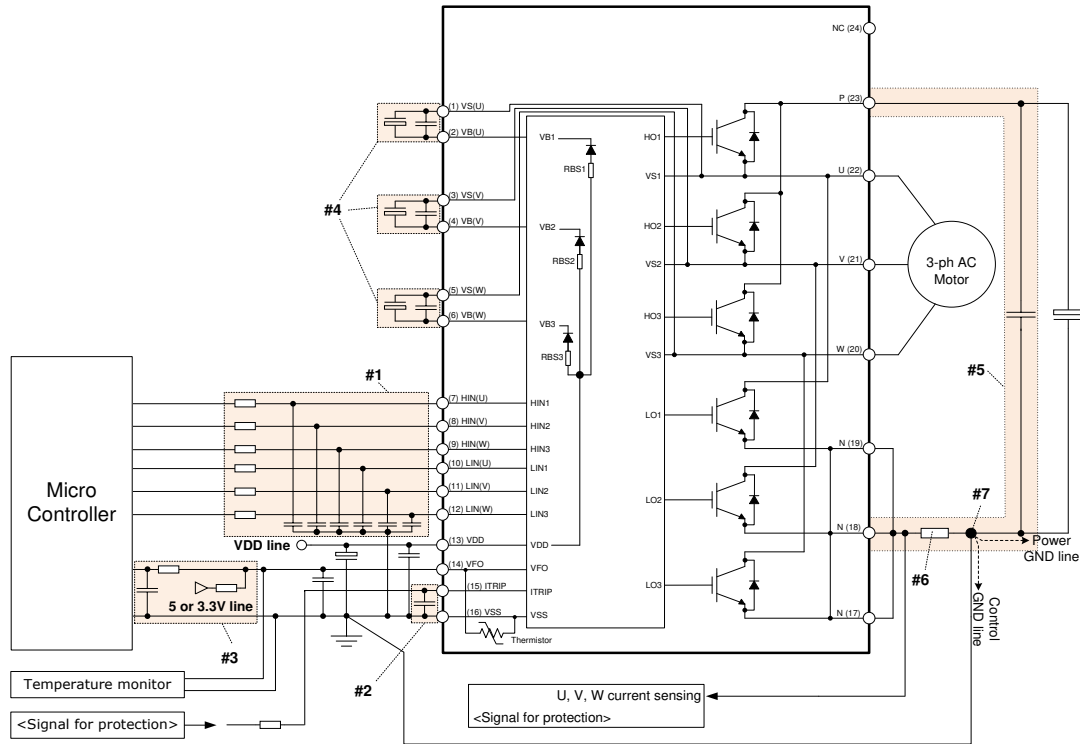 NC (24)
P (23)
U (22)
V (21)
W (20)
N (19)
N (18)
N (17)
(1) VS(U)
(2) VB(U)
(3) VS(V)
(4) VB(V)
(5) VS(W)
(6) VB(W)
#4
VB1
RBS1
VB2
RBS2
VB3
RBS3
HO1
VS1
HO2
VS2
HO3
VS3
LO1
LO2
LO3
3-ph AC
Motor
#5
#1
(7) HIN(U)
(8) HIN(V)
(9) HIN(W)
(10) LIN(U)
(11) LIN(V)
(12) LIN(W)
(13) VDD
(14) VFO
(15) ITRIP
(16) VSS
HIN1
HIN2
HIN3
LIN1
LIN2
LIN3
VDD
VFO
ITRIP
VSS
Thermistor
Micro
Controller
VDD line
5 or 3.3V line
#3
#2
#7
#6
Power
GND line
Control
GND line
Temperature monitor
<Signal for protection>
U, V, W current sensing
<Signal for protection>